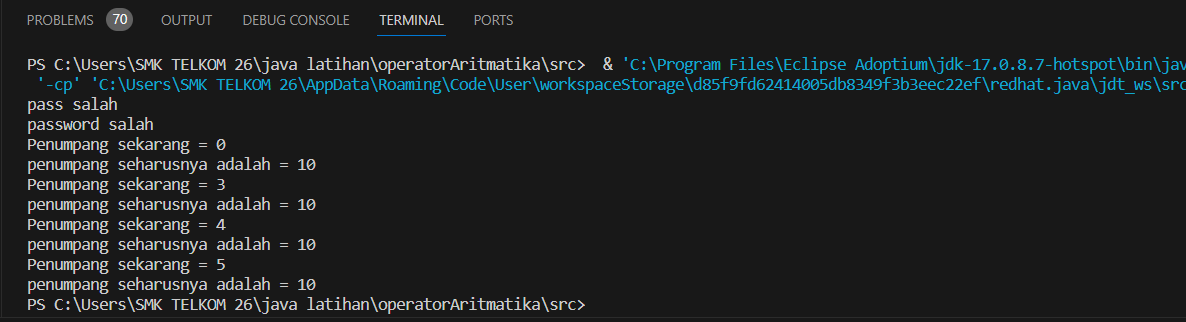 PROBLEMS 70 OUTPUT DEBUG CONSOLE TERMINAL PORTS
PS C:\Users\SMK TELKOM 26\java latihan\operatorAritmatika\src>  & 'C:\Program Files\Eclipse Adoptium\jdk-17.0.8.7-hotspot\bin\jav
'-cp' 'C:\Users\SMK TELKOM 26\AppData\Roaming\Code\User\workspaceStorage\d85f9fd62414005db8349f3b3eec22ef\redhat.java\jdt_ws\src
pass salah
password salah
Penumpang sekarang = 0
penumpang seharusnya adalah = 10
Penumpang sekarang = 3
penumpang seharusnya adalah = 10
Penumpang sekarang = 4
penumpang seharusnya adalah = 10
Penumpang sekarang = 5
penumpang seharusnya adalah = 10
PS C:\Users\SMK TELKOM 26\java latihan\operatorAritmatika\src>